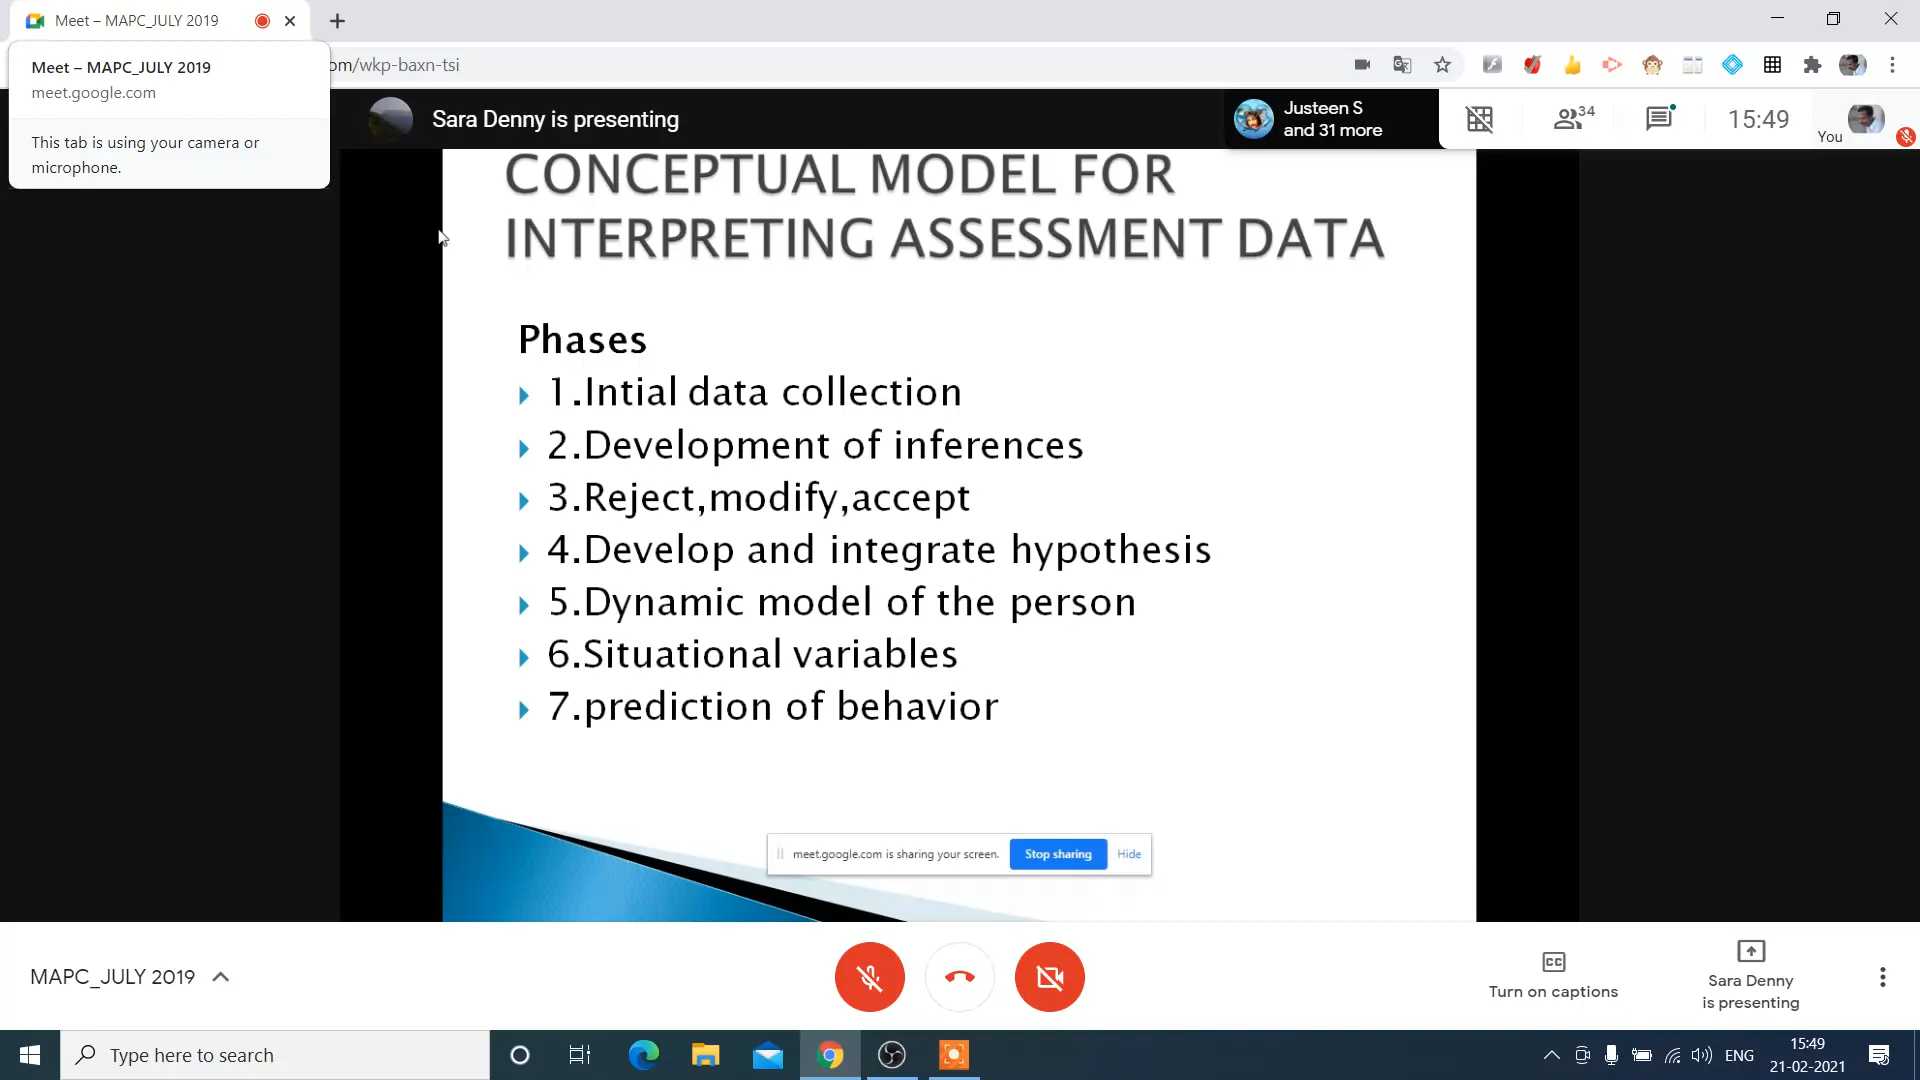 Meet – MAPC_JULY 2019
Meet – MAPC_JULY 2019
meet.google.com
This tab is using your camera or
microphone.
om/wkp-baxn-tsi
Sara Denny is presenting
Justeen S
and 31 more
34
15:49
You
CONCEPTUAL MODEL FOR
INTERPRETING ASSESSMENT DATA
Phases
1.Intial data collection
2.Development of inferences
3.Reject,modify,accept
4.Develop and integrate hypothesis
5.Dynamic model of the person
6.Situational variables
7.prediction of behavior
meet.google.com is sharing your screen.
Stop sharing
Hide
MAPC_JULY 2019
CC
Turn on captions
Sara Denny
is presenting
Type here to search
ENG
15:49
21-02-2021